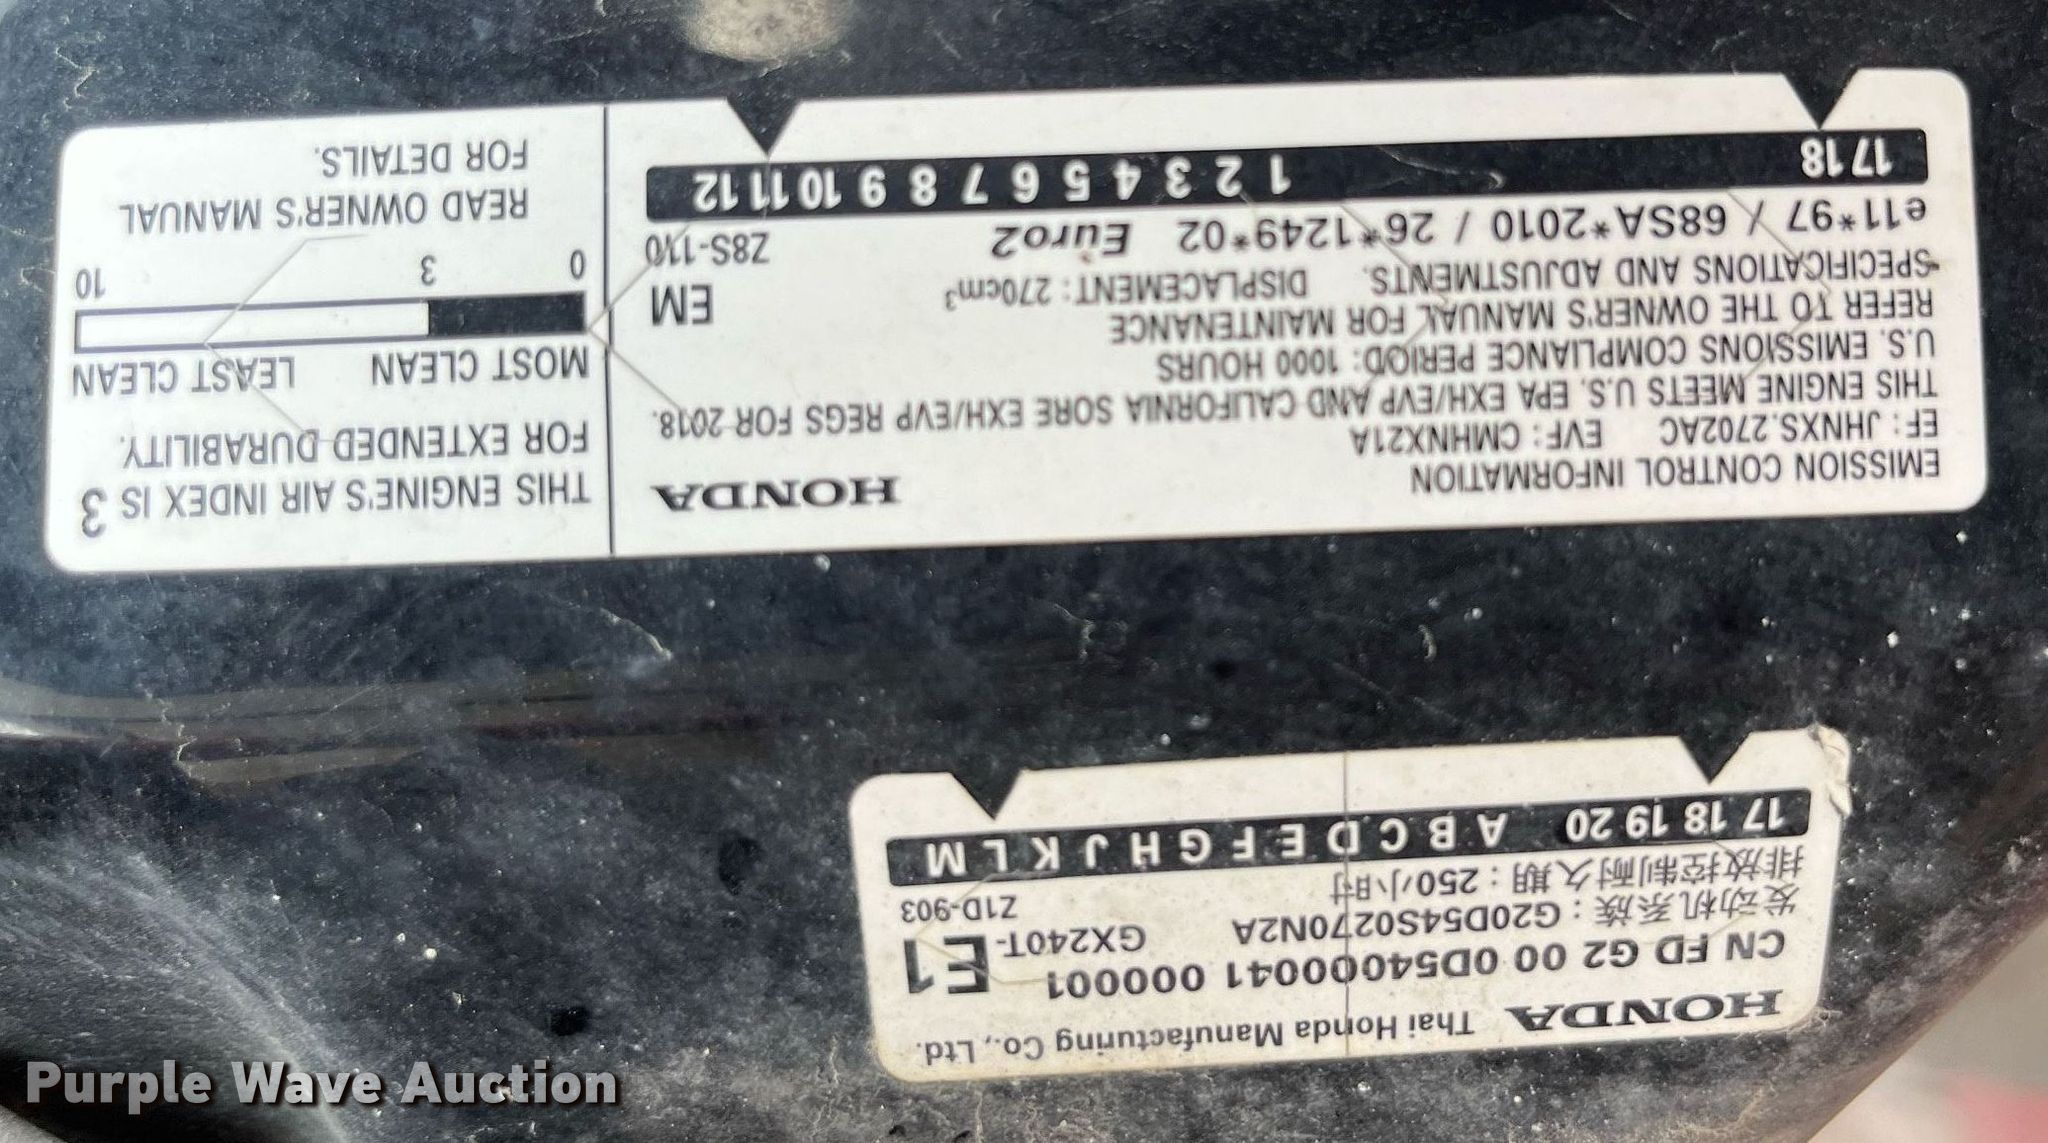 HONDA Thai Honda Manufacturing Co., Ltd.
CN FD G2 00 0D54000041 000001
E1
发动机系族：G20D54S0270N2A GX240T-
排放控制耐久期：250小时 Z1D-903
17 18 19 20 A B C D E F G H J K L M
EMISSION CONTROL INFORMATION HONDA
EF: JHNXS.2702AC EVF: CMHNX21A
THIS ENGINE MEETS U.S. EPA EXH/EVP AND CALIFORNIA SORE EXH/EVP REGS FOR 2018.
U.S. EMISSIONS COMPLIANCE PERIOD: 1000 HOURS
REFER TO THE OWNER'S MANUAL FOR MAINTENANCE
SPECIFICATIONS AND ADJUSTMENTS. DISPLACEMENT: 270cm³ EM
e11*97 / 68SA*2010 / 26*1249*02 Euro2 Z8S-110
17 18 1 2 3 4 5 6 7 8 9 10 11 12
THIS ENGINE'S AIR INDEX IS 3
FOR EXTENDED DURABILITY.
MOST CLEAN LEAST CLEAN
0 3 10
READ OWNER'S MANUAL
FOR DETAILS.
Purple Wave Auction